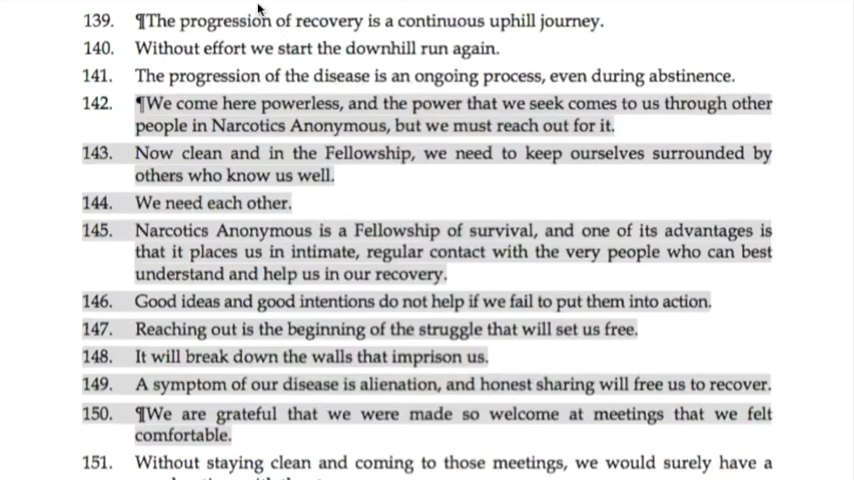 139. ¶The progression of recovery is a continuous uphill journey.
140. Without effort we start the downhill run again.
141. The progression of the disease is an ongoing process, even during abstinence.
142. ¶We come here powerless, and the power that we seek comes to us through other
people in Narcotics Anonymous, but we must reach out for it.
143. Now clean and in the Fellowship, we need to keep ourselves surrounded by
others who know us well.
144. We need each other.
145. Narcotics Anonymous is a Fellowship of survival, and one of its advantages is
that it places us in intimate, regular contact with the very people who can best
understand and help us in our recovery.
146. Good ideas and good intentions do not help if we fail to put them into action.
147. Reaching out is the beginning of the struggle that will set us free.
148. It will break down the walls that imprison us.
149. A symptom of our disease is alienation, and honest sharing will free us to recover.
150. ¶We are grateful that we were made so welcome at meetings that we felt
comfortable.
151. Without staying clean and coming to those meetings, we would surely have a